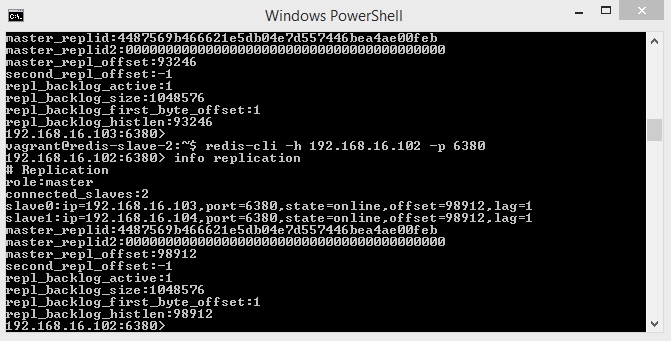 Windows PowerShell
master_replid:4487569b466621e5db04e7d557446bea4ae00feb
master_replid2:0000000000000000000000000000000000000000
master_repl_offset:93246
second_repl_offset:-1
repl_backlog_active:1
repl_backlog_size:1048576
repl_backlog_first_byte_offset:1
repl_backlog_histlen:93246
192.168.16.103:6380>
vagrant@redis-slave-2:~$ redis-cli -h 192.168.16.102 -p 6380
192.168.16.102:6380> info replication
# Replication
role:master
connected_slaves:2
slave0:ip=192.168.16.103,port=6380,state=online,offset=98912,lag=1
slave1:ip=192.168.16.104,port=6380,state=online,offset=98912,lag=1
master_replid:4487569b466621e5db04e7d557446bea4ae00feb
master_replid2:0000000000000000000000000000000000000000
master_repl_offset:98912
second_repl_offset:-1
repl_backlog_active:1
repl_backlog_size:1048576
repl_backlog_first_byte_offset:1
repl_backlog_histlen:98912
192.168.16.102:6380>